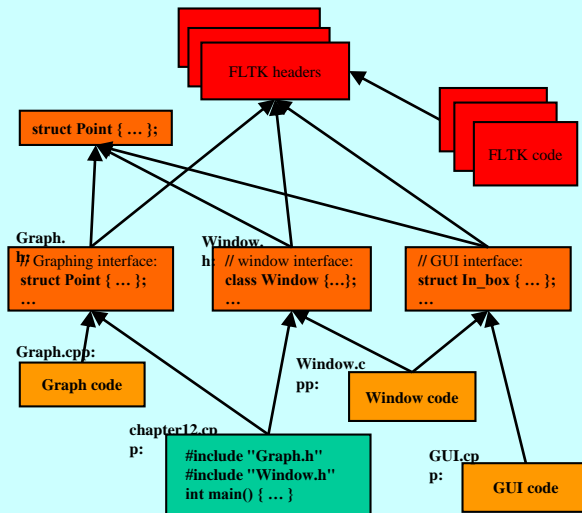 FLTK headers
struct Point { … };
FLTK code
Graph.
h:
// Graphing interface:
struct Point { … };
…
Window.
h:
// window interface:
class Window {…};
…
// GUI interface:
struct In_box { … };
…
Graph.cpp:
Graph code
Window.c
pp:
Window code
chapter12.cp
p:
#include "Graph.h"
#include "Window.h"
int main() { … }
GUI.cp
p:
GUI code